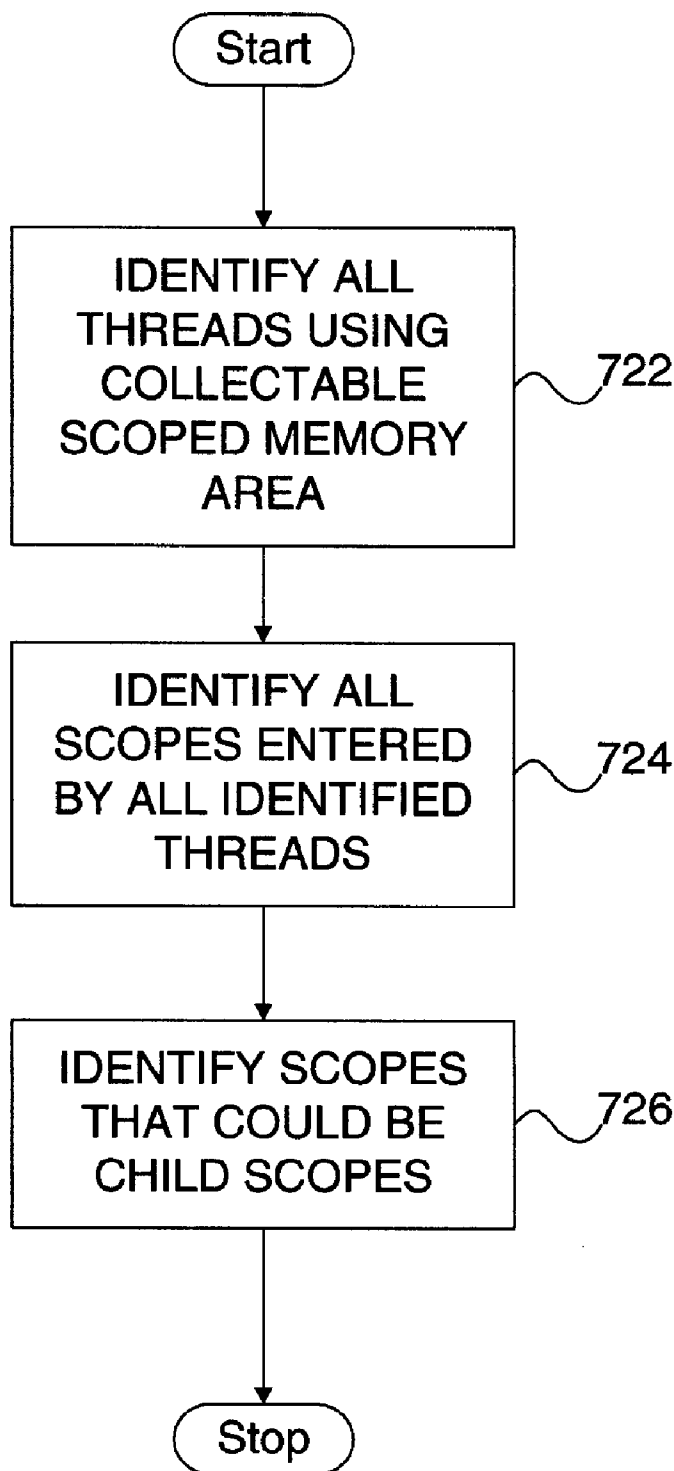 Start
IDENTIFY ALL
THREADS USING
COLLECTABLE
SCOPED MEMORY
AREA
722
IDENTIFY ALL
SCOPES ENTERED
BY ALL IDENTIFIED
THREADS
724
IDENTIFY SCOPES
THAT COULD BE
CHILD SCOPES
726
Stop